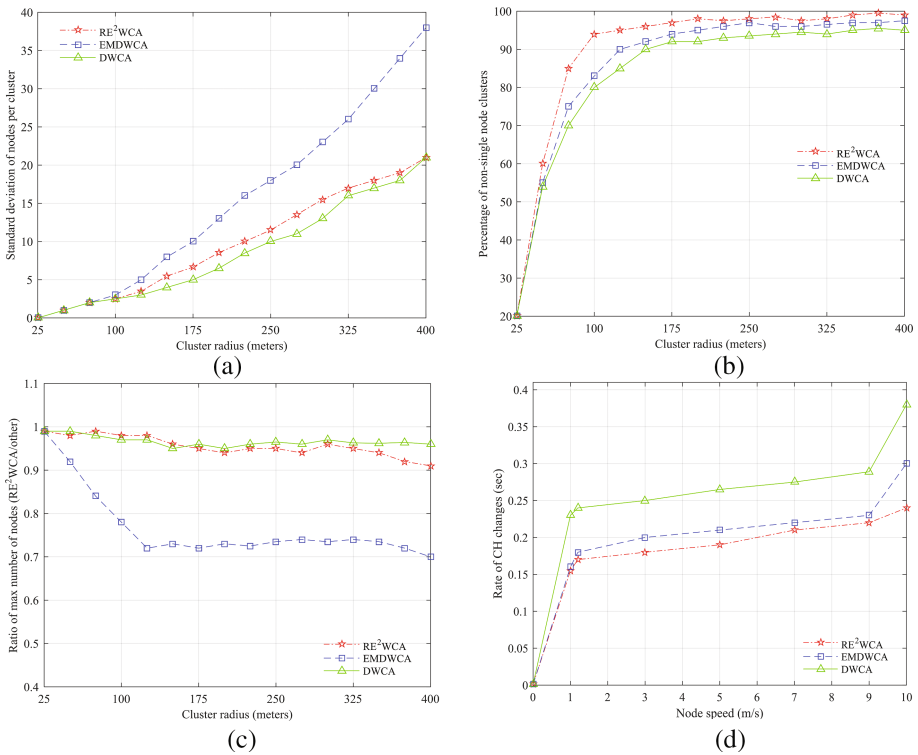 40
35
30
25
20
15
10
5
0
Standard deviation of nodes per cluster
RE²WCA
EMDWCA
DWCA
25 100 175 250 325 400
Cluster radius (meters)
(a)
100
90
80
70
60
50
40
30
20
Percentage of non-single node clusters
RE²WCA
EMDWCA
DWCA
25 100 175 250 325 400
Cluster radius (meters)
(b)
1.1
1
0.9
0.8
0.7
0.6
0.5
0.4
Ratio of max number of nodes (RE²WCA/other)
RE²WCA
EMDWCA
DWCA
25 100 175 250 325 400
Cluster radius (meters)
(c)
0.4
0.35
0.3
0.25
0.2
0.15
0.1
0.05
0
Rate of CH changes (sec)
RE²WCA
EMDWCA
DWCA
0 1 3 5 7 9 10
Node speed (m/s)
(d)